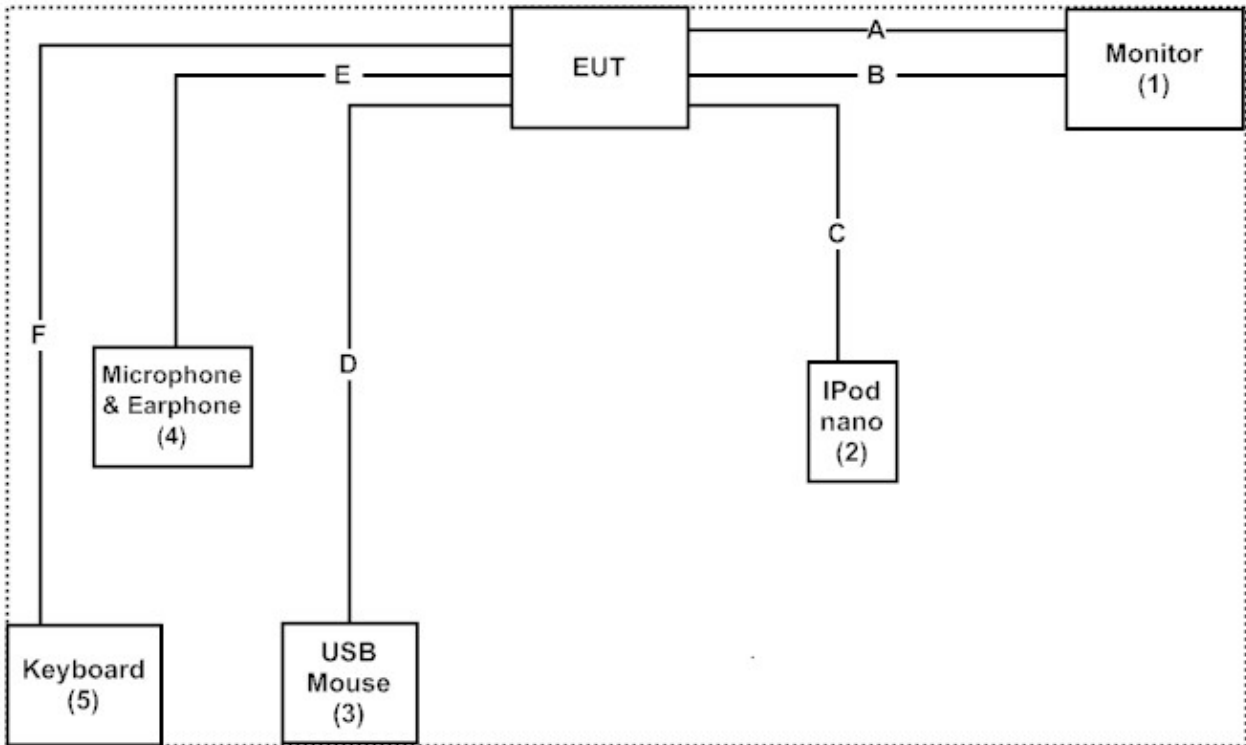 EUT
A
Monitor
(1)
E
B
C
F
D
Microphone
& Earphone
(4)
IPod
nano
(2)
Keyboard
(5)
USB
Mouse
(3)